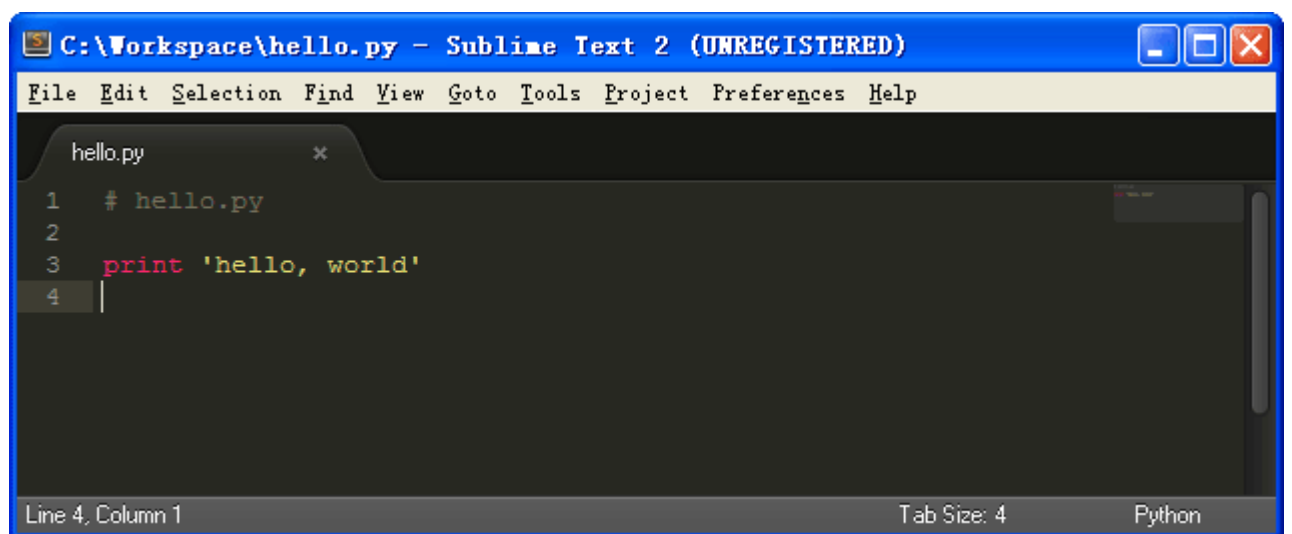 C:\Workspace\hello.py - Sublime Text 2 (UNREGISTERED)
File Edit Selection Find View Goto Tools Project Preferences Help
hello.py
1 # hello.py
2
3 print 'hello, world'
4
Line 4, Column 1 Tab Size: 4 Python